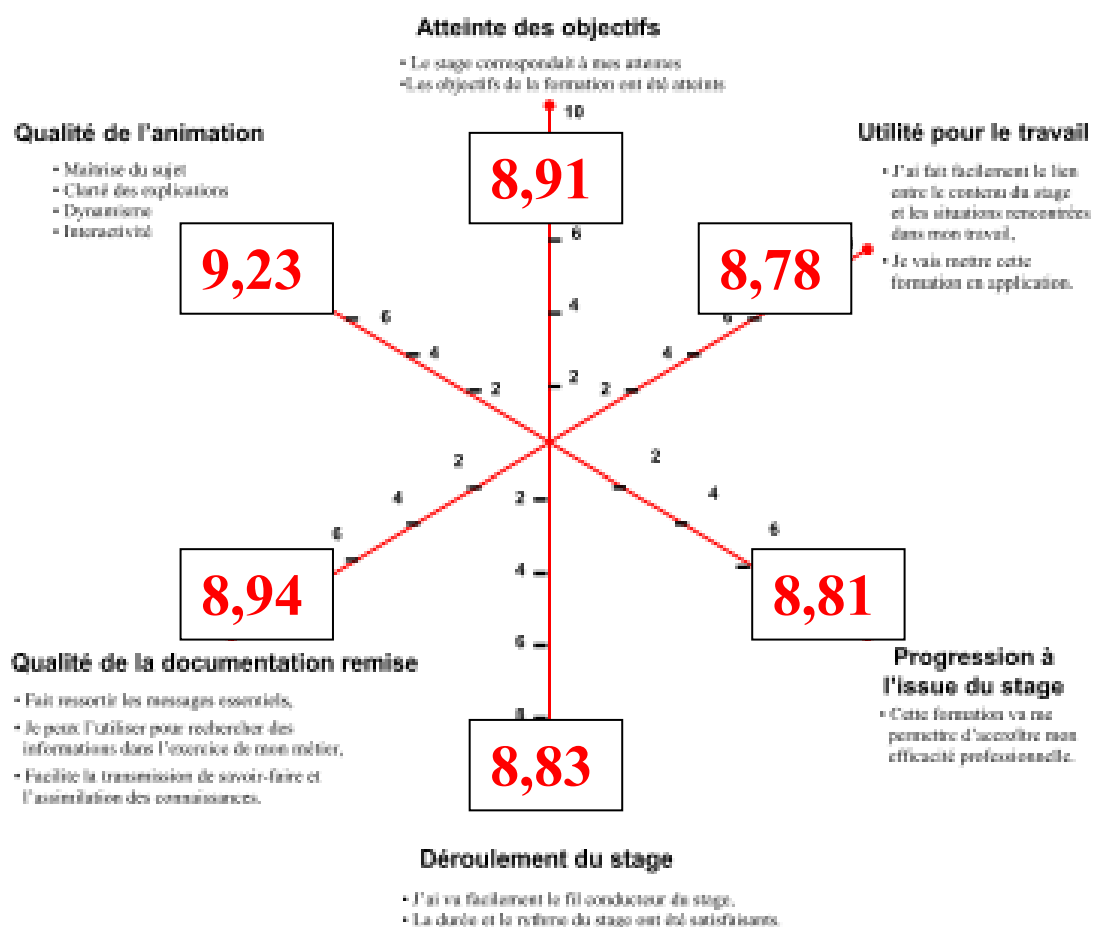 Atteinte des objectifs
• Le stage correspondait à mes attentes
•Les objectifs de la formation ont été atteints
10
8,91
6
4
2
Qualité de l'animation
• Maîtrise du sujet
• Clarté des explications
• Dynamisme
• Interactivité
9,23
6
4
2
Utilité pour le travail
• J'ai fait facilement le lien
entre le contenu du stage
et les situations rencontrées
dans mon travail,
• Je vais mettre cette
formation en application.
8,78
6
4
2
2
4
6
8,94
Qualité de la documentation remise
• Fait ressortir les messages essentiels,
• Je peux l'utiliser pour rechercher des
informations dans l'exercice de mon métier,
• Facilite la transmission de savoir-faire et
l'assimilation des connaissances.
2
4
6
8
8,83
Déroulement du stage
• J'ai vu facilement le fil conducteur du stage,
• La durée et le rythme du stage ont été satisfaisants
2
4
6
8,81
Progression à
l'issue du stage
• Cette formation va me
permettre d'accroître mon
efficacité professionnelle.